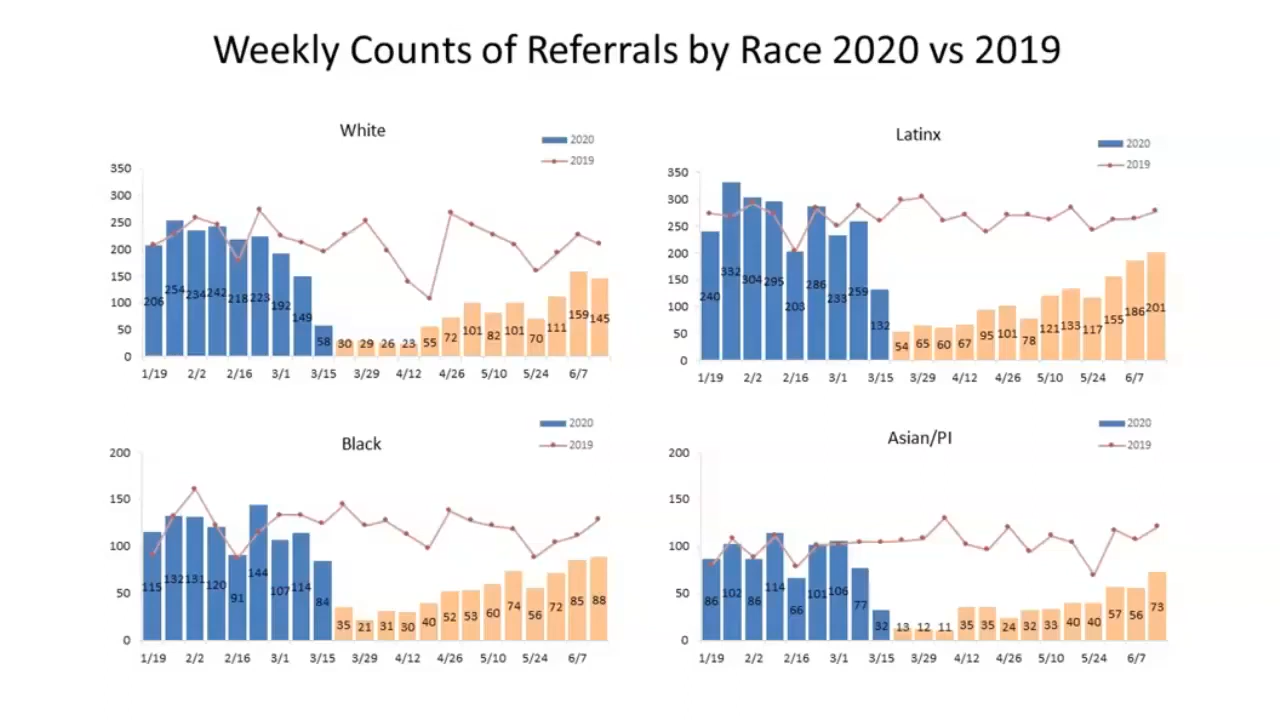 Weekly Counts of Referrals by Race 2020 vs 2019
White
2020
2019
350
300
250
200
150
100
50
0
206 254 234 242 218 223 192 149 58 30 29 26 23 55 72 101 82 101 70 111 159 145
1/19 2/2 2/16 3/1 3/15 3/29 4/12 4/26 5/10 5/24 6/7
Latinx
2020
2019
350
300
250
200
150
100
50
0
240 332 304 295 203 286 233 259 132 54 65 60 67 95 101 78 121 133 117 155 186 201
1/19 2/2 2/16 3/1 3/15 3/29 4/12 4/26 5/10 5/24 6/7
Black
2020
2019
200
150
100
50
0
115 132 131 120 91 144 107 114 84 35 21 31 30 40 52 53 60 74 56 72 85 88
1/19 2/2 2/16 3/1 3/15 3/29 4/12 4/26 5/10 5/24 6/7
Asian/PI
2020
2019
200
150
100
50
0
86 102 86 114 66 101 106 77 32 13 12 11 35 35 24 32 33 40 40 57 56 73
1/19 2/2 2/16 3/1 3/15 3/29 4/12 4/26 5/10 5/24 6/7